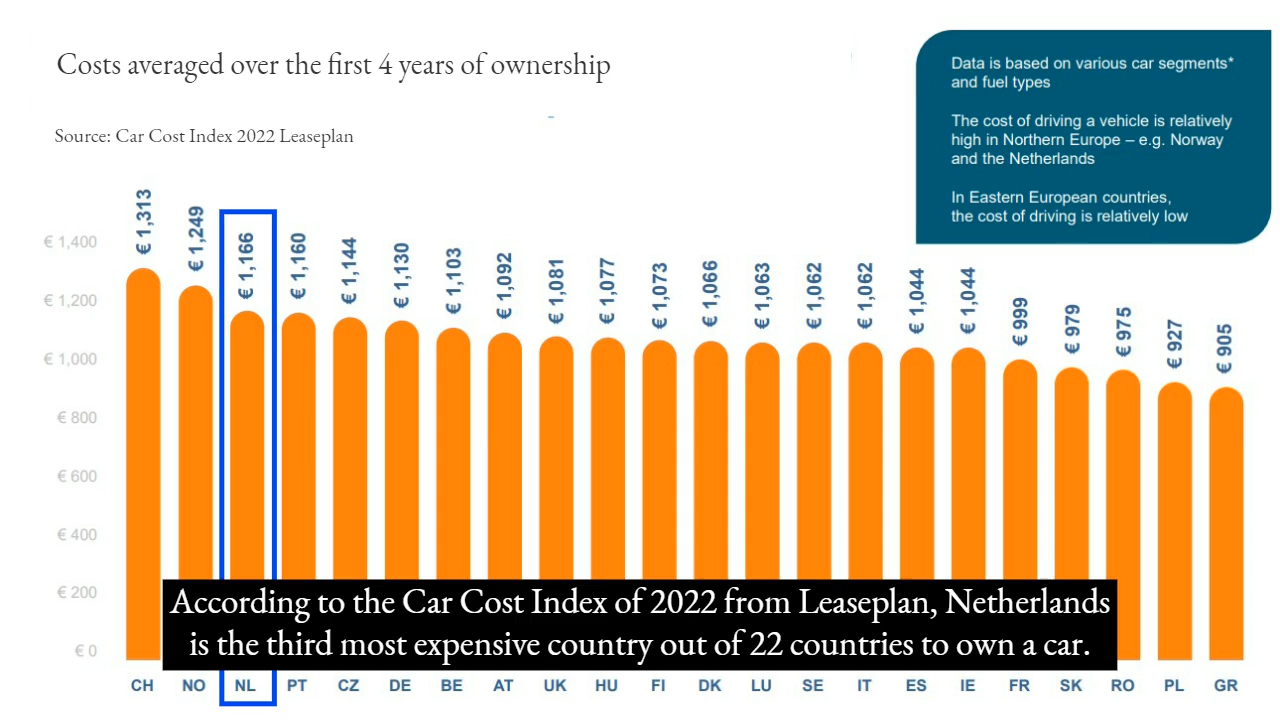 Costs averaged over the first 4 years of ownership
Source: Car Cost Index 2022 Leaseplan
Data is based on various car segments*
and fuel types
The cost of driving a vehicle is relatively
high in Northern Europe – e.g. Norway
and the Netherlands
In Eastern European countries,
the cost of driving is relatively low
€ 1,313 € 1,249 € 1,166 € 1,160 € 1,144 € 1,130 € 1,103 € 1,092 € 1,081 € 1,077 € 1,073 € 1,066 € 1,063 € 1,062 € 1,062 € 1,044 € 1,044 € 999 € 979 € 975 € 927 € 905
€ 1,400
€ 1,200
€ 1,000
€ 800
€ 600
€ 400
€ 200
€ 0
According to the Car Cost Index of 2022 from Leaseplan, Netherlands
is the third most expensive country out of 22 countries to own a car.
CH NO NL PT CZ DE BE AT UK HU FI DK LU SE IT ES IE FR SK RO PL GR